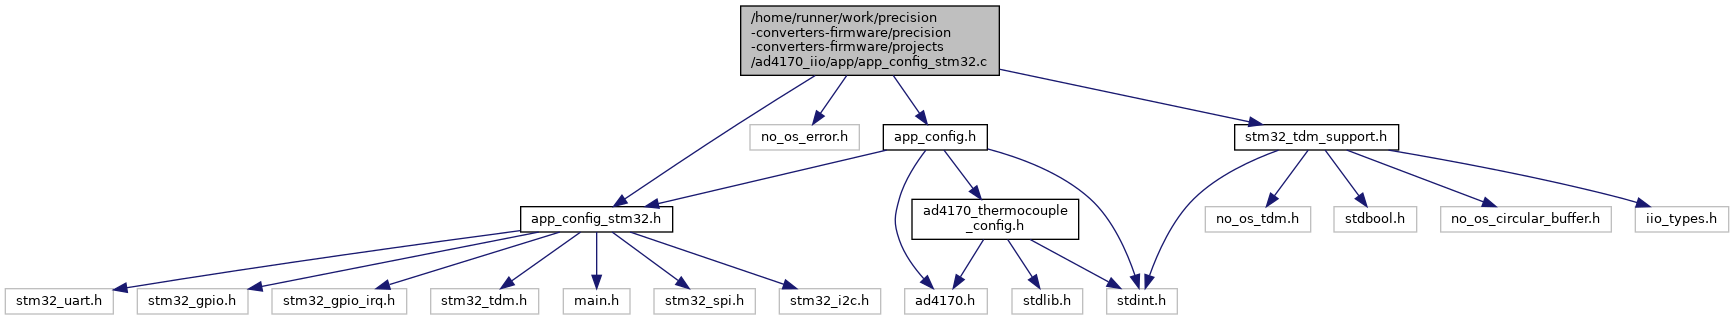 /home/runner/work/precision
-converters-firmware/precision
-converters-firmware/projects
/ad4170_iio/app/app_config_stm32.c
no_os_error.h
app_config.h
stm32_tdm_support.h
app_config_stm32.h
ad4170_thermocouple
_config.h
no_os_tdm.h
stdbool.h
no_os_circular_buffer.h
iio_types.h
stm32_uart.h
stm32_gpio.h
stm32_gpio_irq.h
stm32_tdm.h
main.h
stm32_spi.h
stm32_i2c.h
ad4170.h
stdlib.h
stdint.h